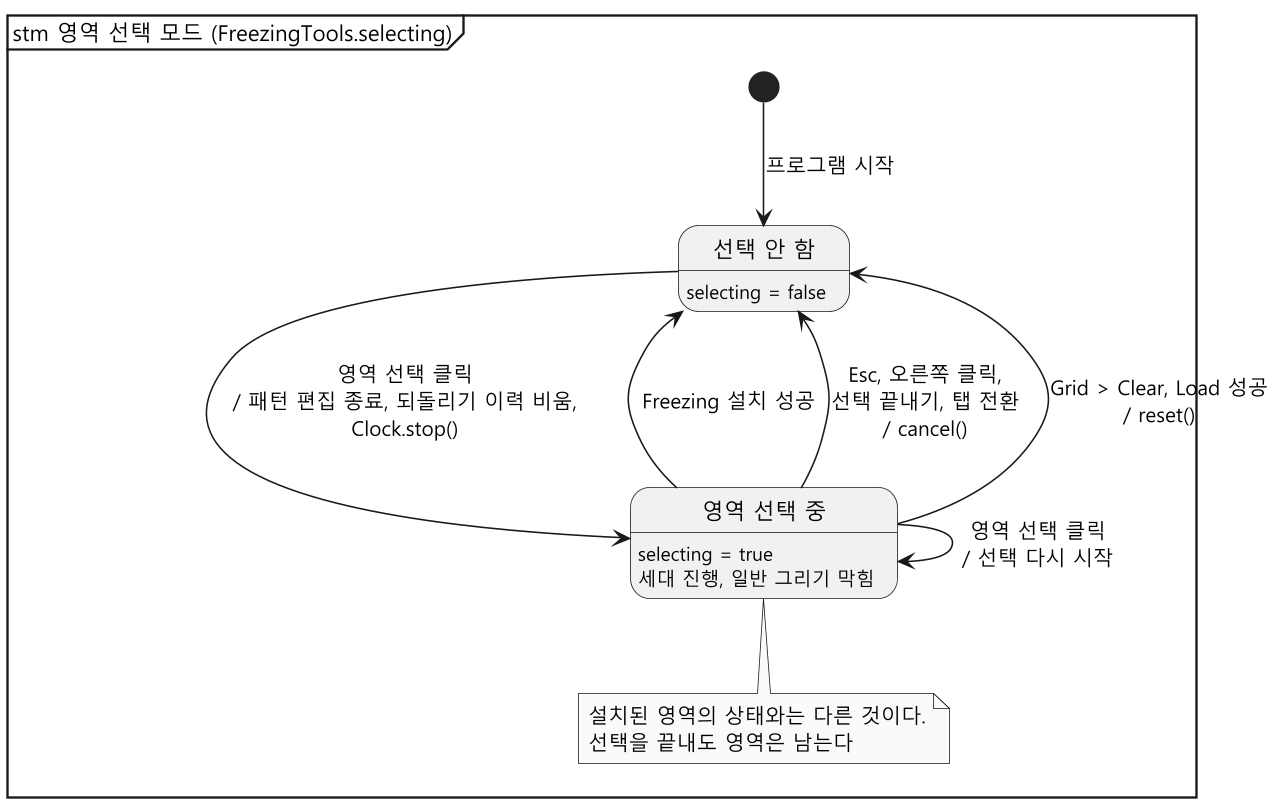 stm 영역 선택 모드 (FreezingTools.selecting)
프로그램 시작
선택 안 함
selecting = false
영역 선택 클릭
/ 패턴 편집 종료, 되돌리기 이력 비움,
Clock.stop()
Freezing 설치 성공
Esc, 오른쪽 클릭,
선택 끝내기, 탭 전환
/ cancel()
Grid > Clear, Load 성공
/ reset()
영역 선택 중
selecting = true
세대 진행, 일반 그리기 막힘
영역 선택 클릭
/ 선택 다시 시작
설치된 영역의 상태와는 다른 것이다.
선택을 끝내도 영역은 남는다